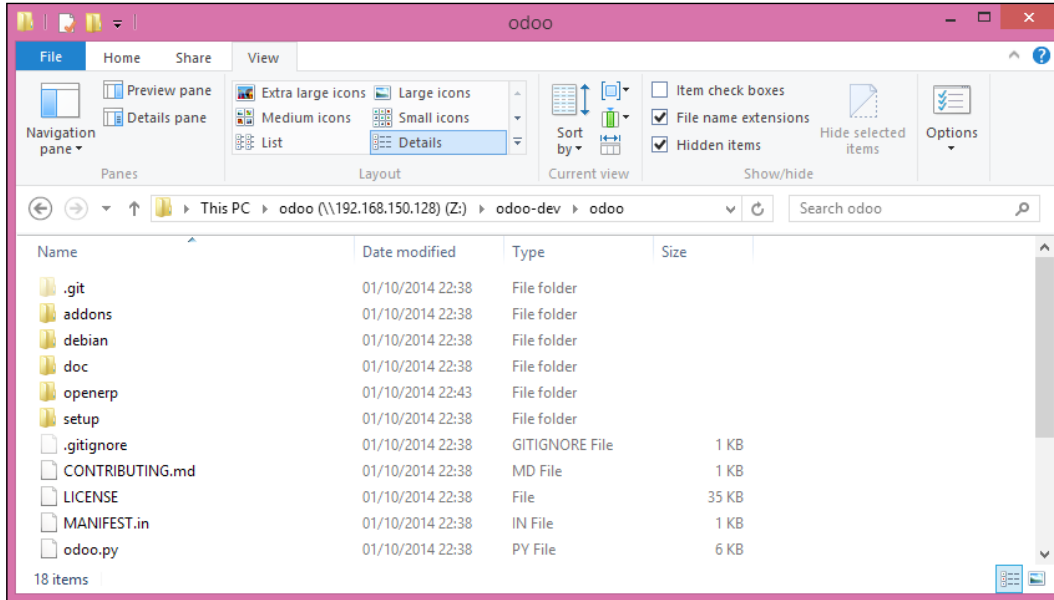 odoo
File Home Share View
Preview pane Extra large icons Large icons Item check boxes
Details pane Medium icons Small icons File name extensions
Navigation pane List Details Sort by Hidden items Hide selected items Options
Panes Layout Current view Show/hide
This PC odoo (\\192.168.150.128) (Z:) odoo-dev odoo Search odoo
Name Date modified Type Size
.git 01/10/2014 22:38 File folder
addons 01/10/2014 22:38 File folder
debian 01/10/2014 22:38 File folder
doc 01/10/2014 22:38 File folder
openerp 01/10/2014 22:43 File folder
setup 01/10/2014 22:38 File folder
.gitignore 01/10/2014 22:38 GITIGNORE File 1 KB
CONTRIBUTING.md 01/10/2014 22:38 MD File 1 KB
LICENSE 01/10/2014 22:38 File 35 KB
MANIFEST.in 01/10/2014 22:38 IN File 1 KB
odoo.py 01/10/2014 22:38 PY File 6 KB
18 items